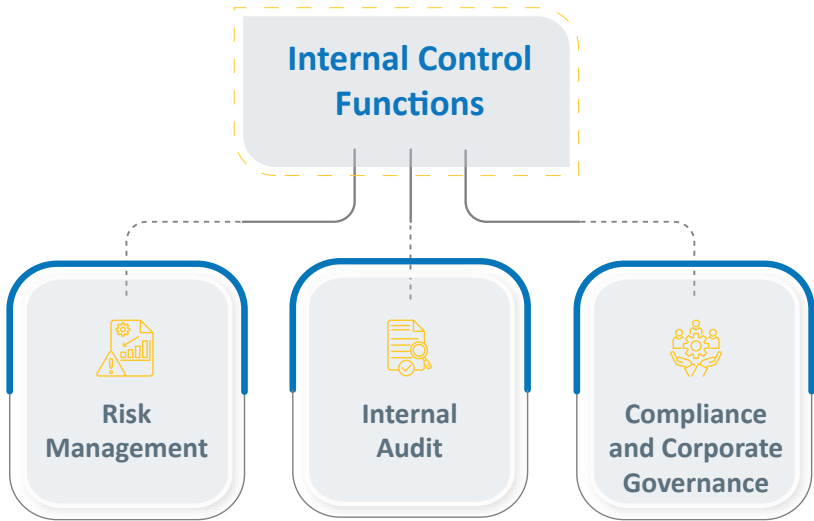 Internal Control
Functions
Risk
Management
Internal
Audit
Compliance
and Corporate
Governance